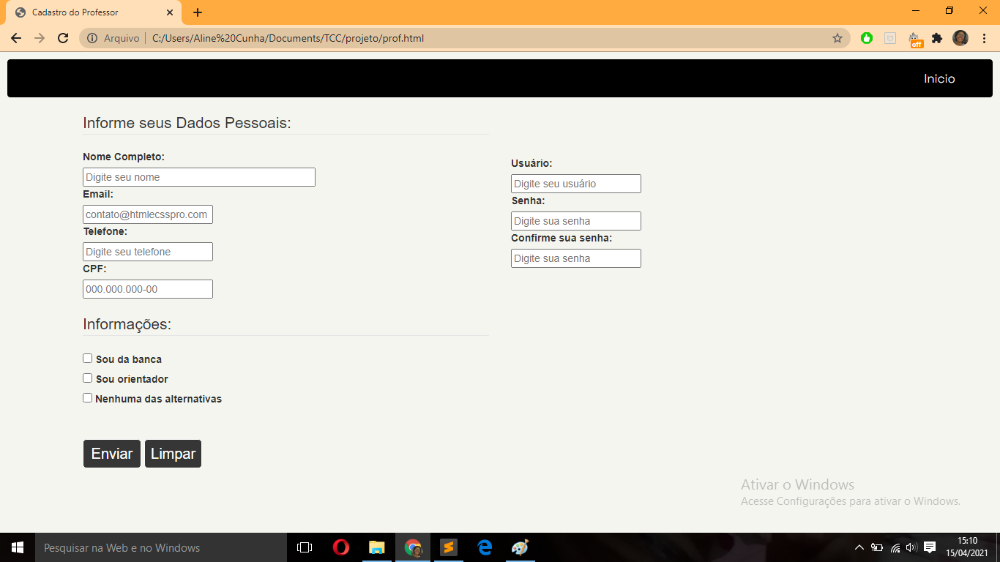 Cadastro do Professor
Arquivo
C:/Users/Aline%20Cunha/Documents/TCC/projeto/prof.html
off
Inicio
Informe seus Dados Pessoais:
Nome Completo:
Digite seu nome
Email:
contato@htmlecsspro.com
Telefone:
Digite seu telefone
CPF:
000.000.000-00
Usuário:
Digite seu usuário
Senha:
Digite sua senha
Confirme sua senha:
Digite sua senha
Informações:
Sou da banca
Sou orientador
Nenhuma das alternativas
Enviar
Limpar
Ativar o Windows
Acesse Configurações para ativar o Windows.
Pesquisar na Web e no Windows
15:10
15/04/2021